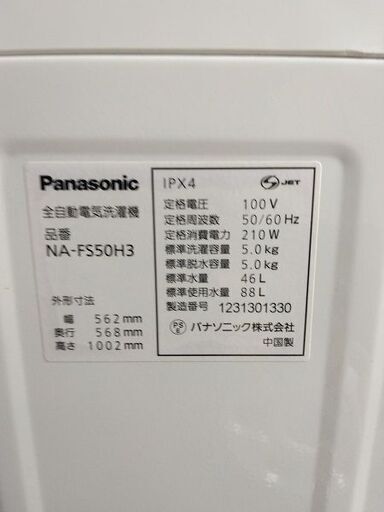 Panasonic
全自動電気洗濯機
品番
NA-FS50H3
外形寸法
幅 562mm
奥行 568mm
高さ 1002mm
IPX4
S JET
定格電圧 100V
定格周波数 50/60Hz
定格消費電力 210W
標準洗濯容量 5.0kg
標準脱水容量 5.0kg
標準水量 46L
標準使用水量 88L
製造番号 1231301330
PSE パナソニック株式会社
中国製